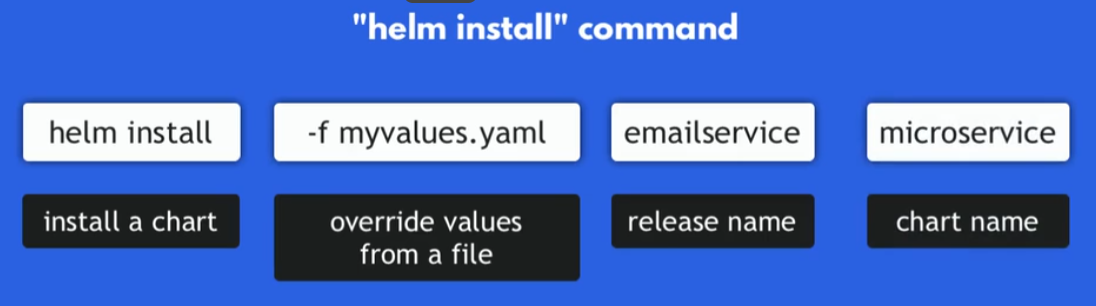 "helm install" command
helm install
-f myvalues.yaml
emailservice
microservice
install a chart
override values
from a file
release name
chart name